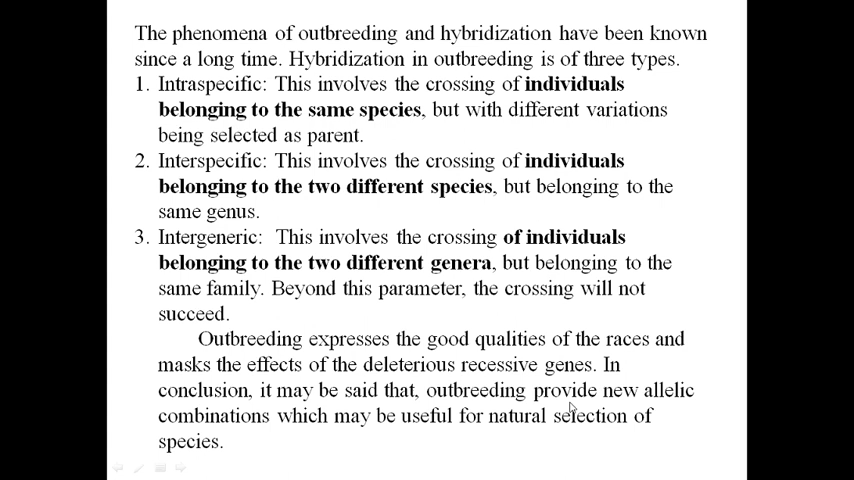 The phenomena of outbreeding and hybridization have been known
since a long time. Hybridization in outbreeding is of three types.
1. Intraspecific: This involves the crossing of individuals
belonging to the same species, but with different variations
being selected as parent.
2. Interspecific: This involves the crossing of individuals
belonging to the two different species, but belonging to the
same genus.
3. Intergeneric: This involves the crossing of individuals
belonging to the two different genera, but belonging to the
same family. Beyond this parameter, the crossing will not
succeed.
Outbreeding expresses the good qualities of the races and
masks the effects of the deleterious recessive genes. In
conclusion, it may be said that, outbreeding provide new allelic
combinations which may be useful for natural selection of
species.